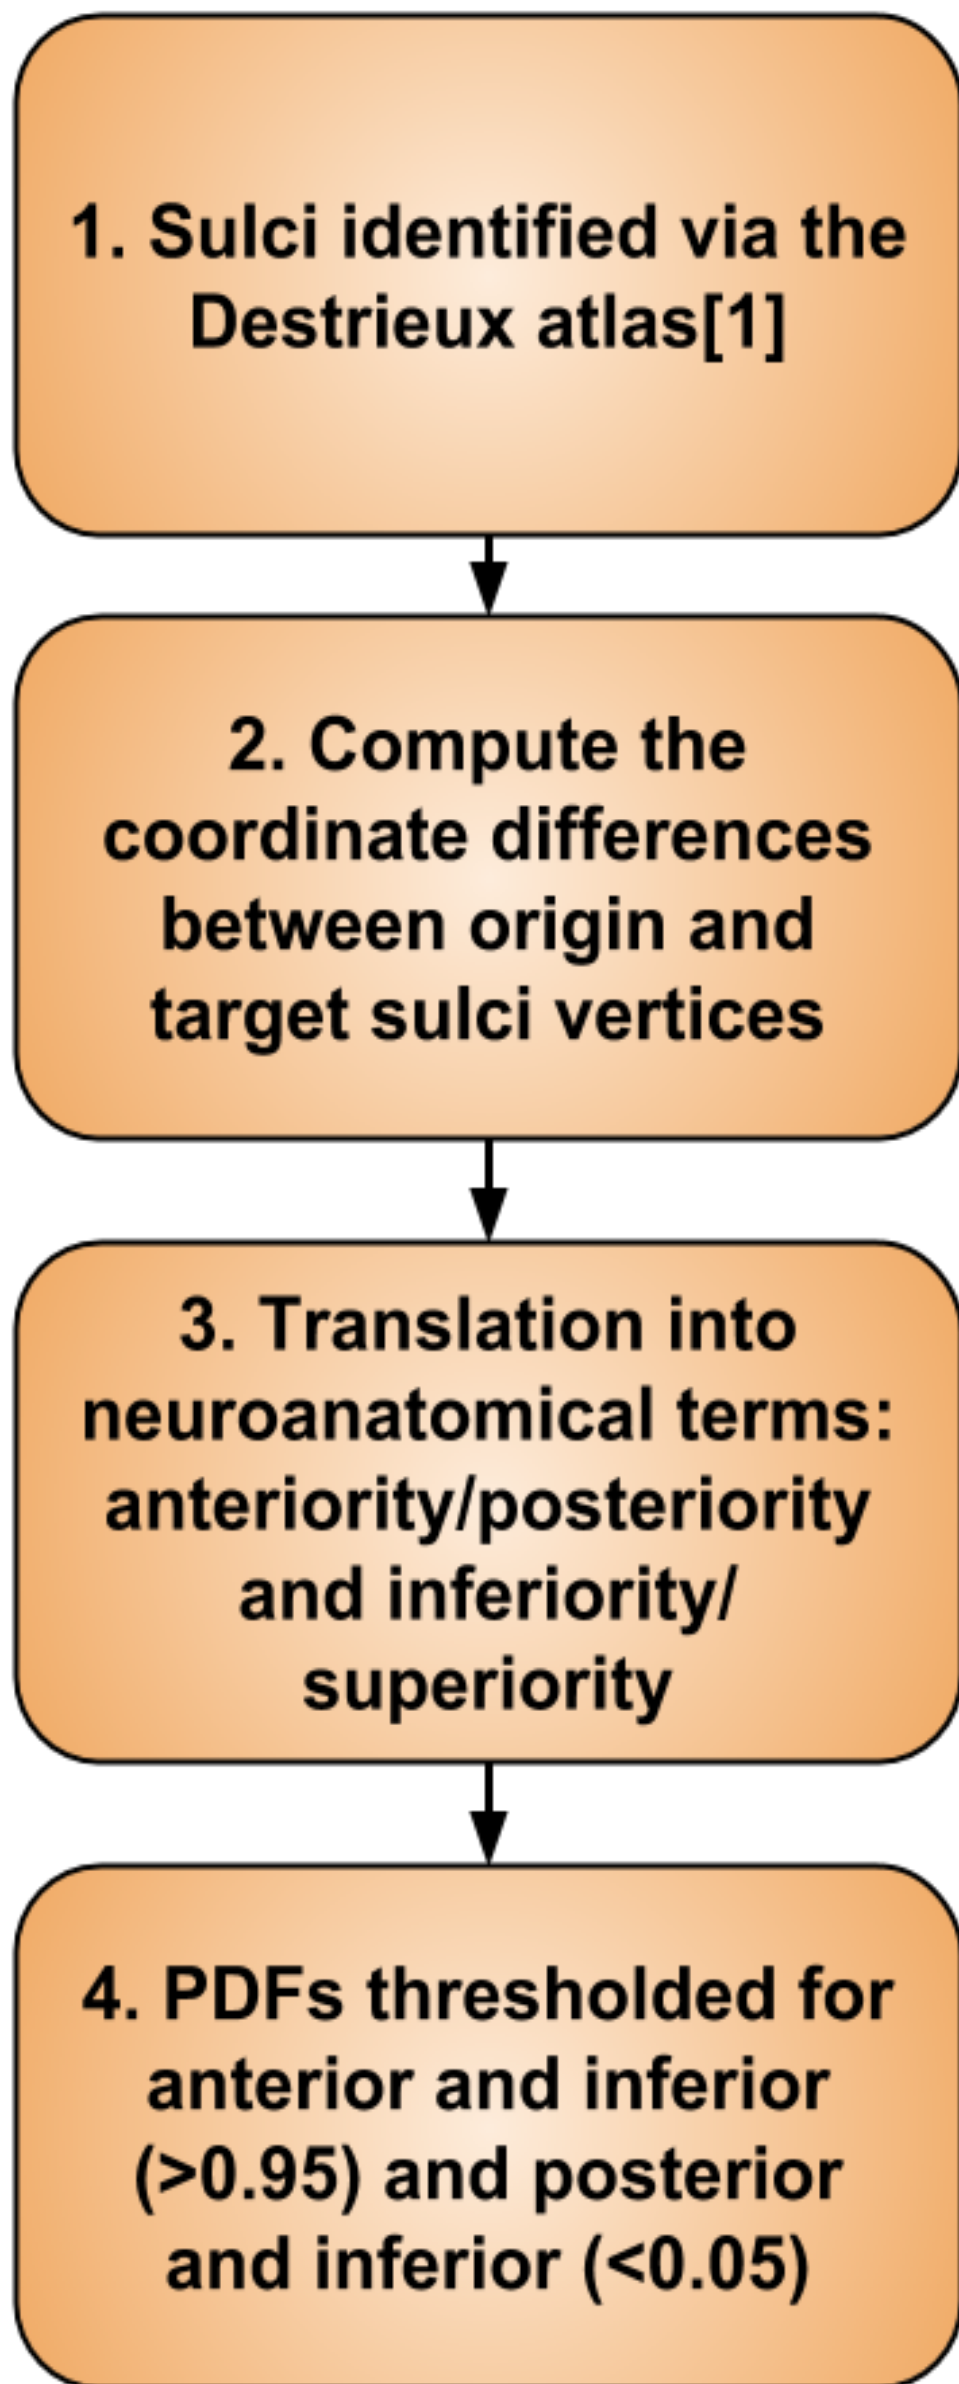 1. Sulci identified via the
Destrieux atlas[1]
2. Compute the
coordinate differences
between origin and
target sulci vertices
3. Translation into
neuroanatomical terms:
anteriority/posteriority
and inferiority/
superiority
4. PDFs thresholded for
anterior and inferior
(>0.95) and posterior
and inferior (<0.05)